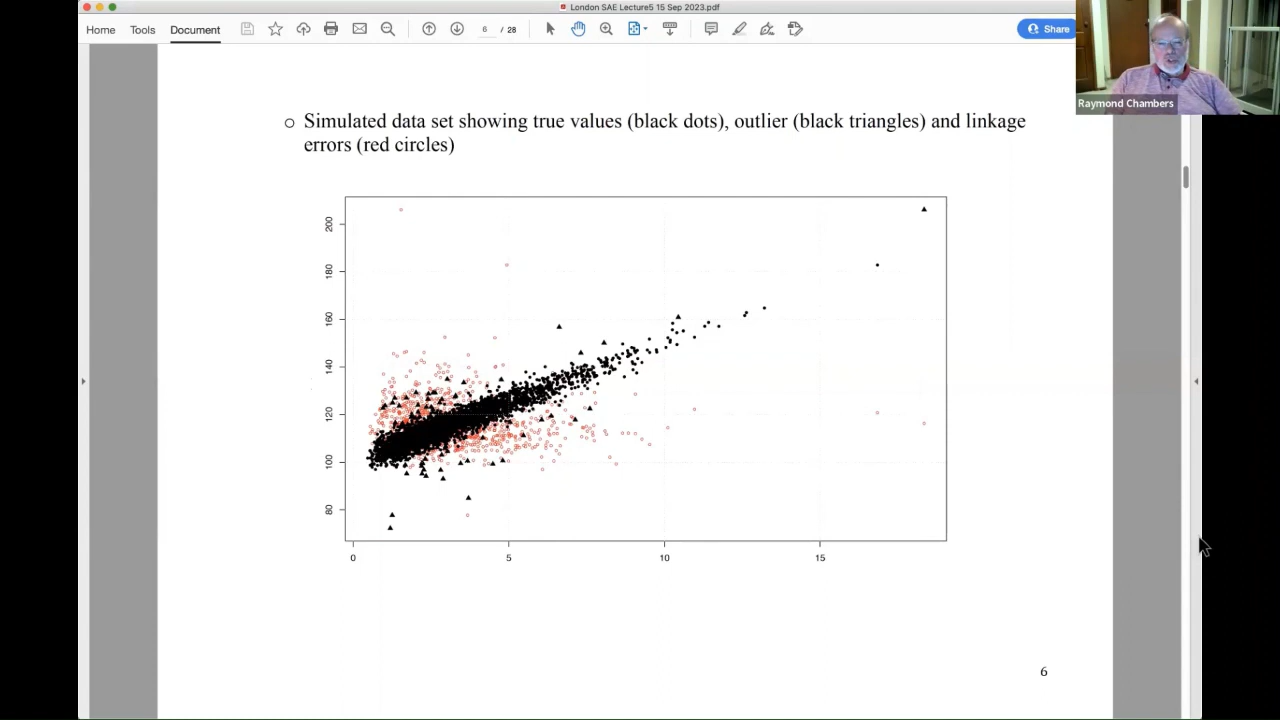 London SAE Lecture5 15 Sep 2023.pdf
Home Tools Document 8 / 28 Share
Raymond Chambers
o Simulated data set showing true values (black dots), outlier (black triangles) and linkage
errors (red circles)
200
180
160
140
120
100
80
0 5 10 15
6